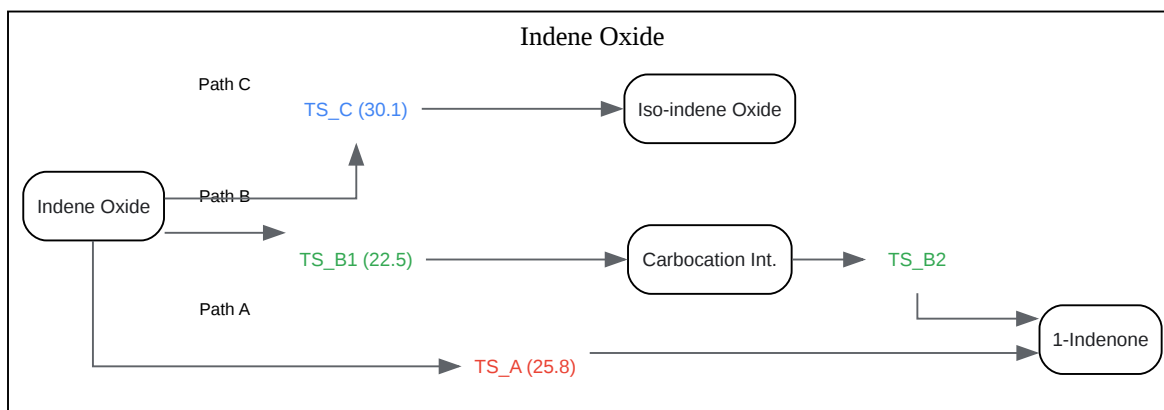 Indene Oxide
Path C
TS_C (30.1)
Iso-indene Oxide
Path B
Indene Oxide
TS_B1 (22.5)
Carbocation Int.
TS_B2
Path A
1-Indenone
TS_A (25.8)